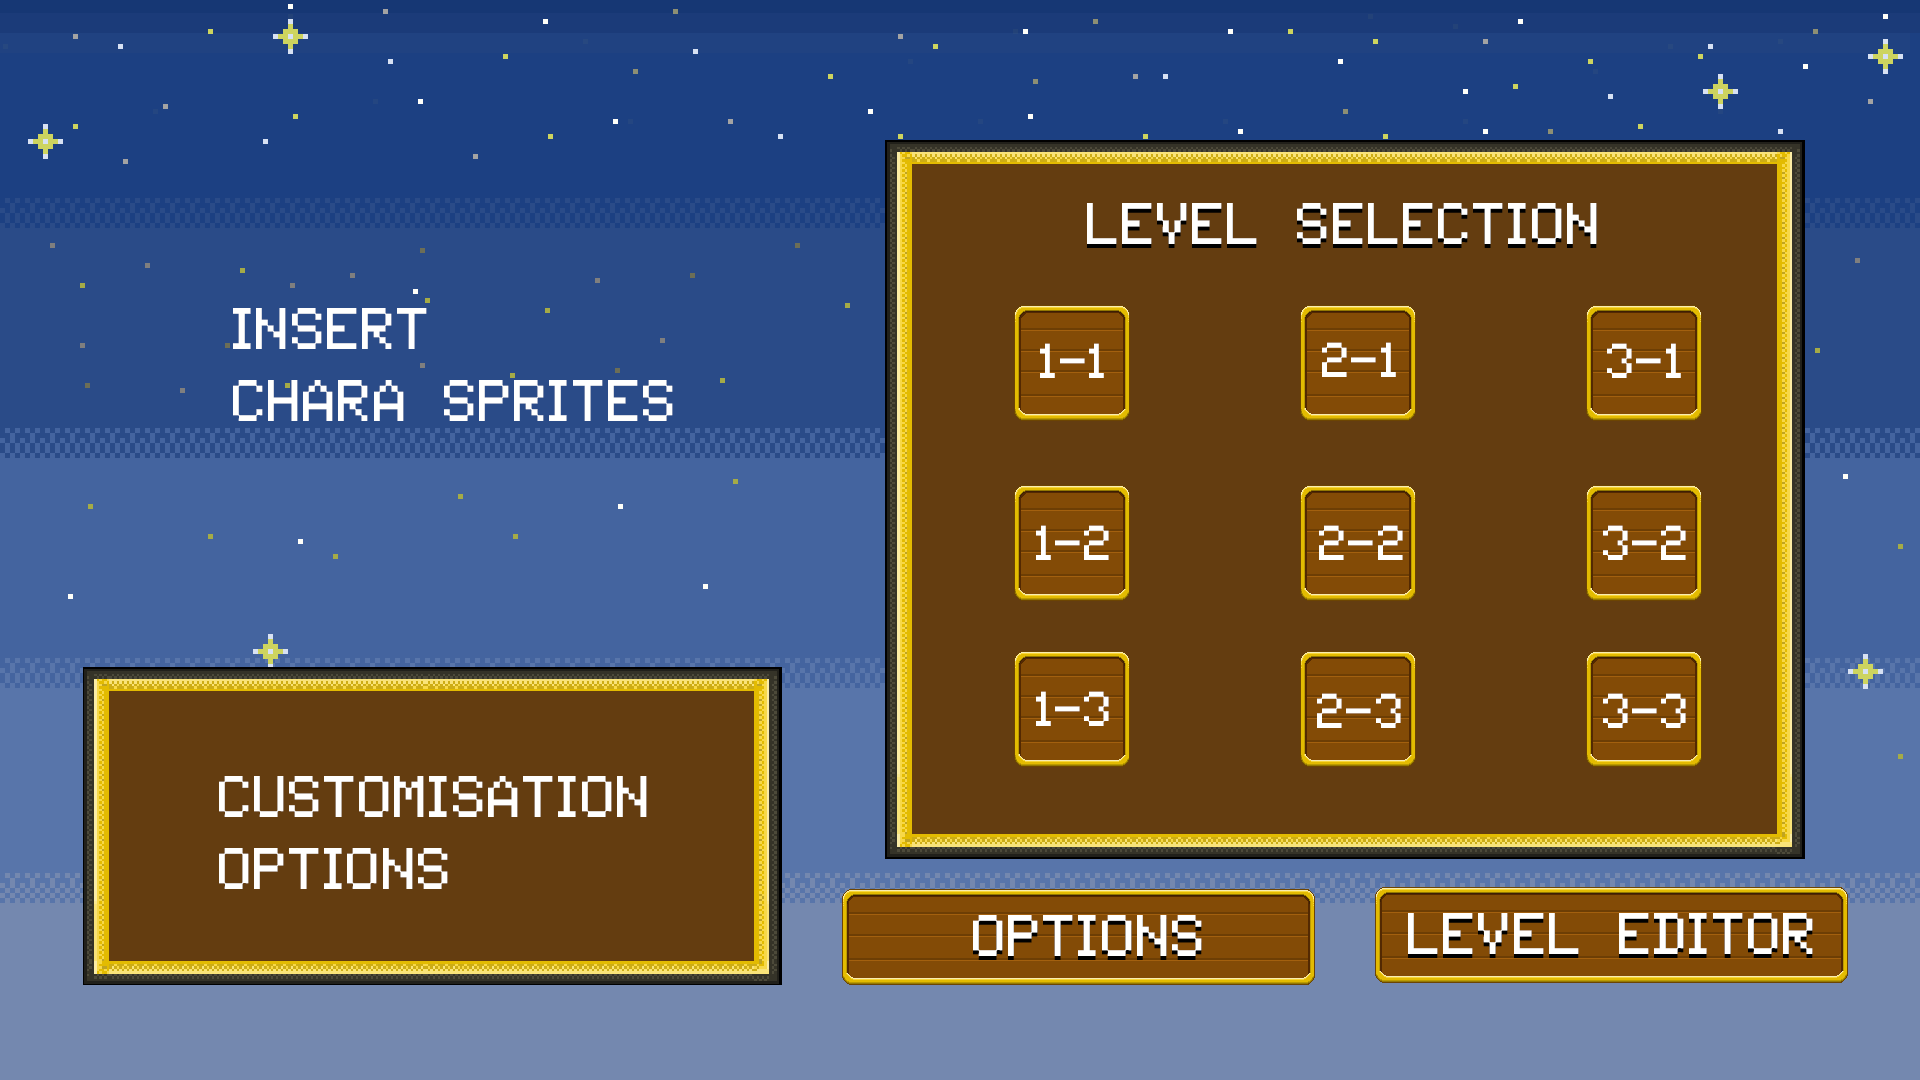 INSERT
CHARA SPRITES
CUSTOMISATION
OPTIONS
LEVEL SELECTION
1-1 2-1 3-1
1-2 2-2 3-2
1-3 2-3 3-3
OPTIONS
LEVEL EDITOR